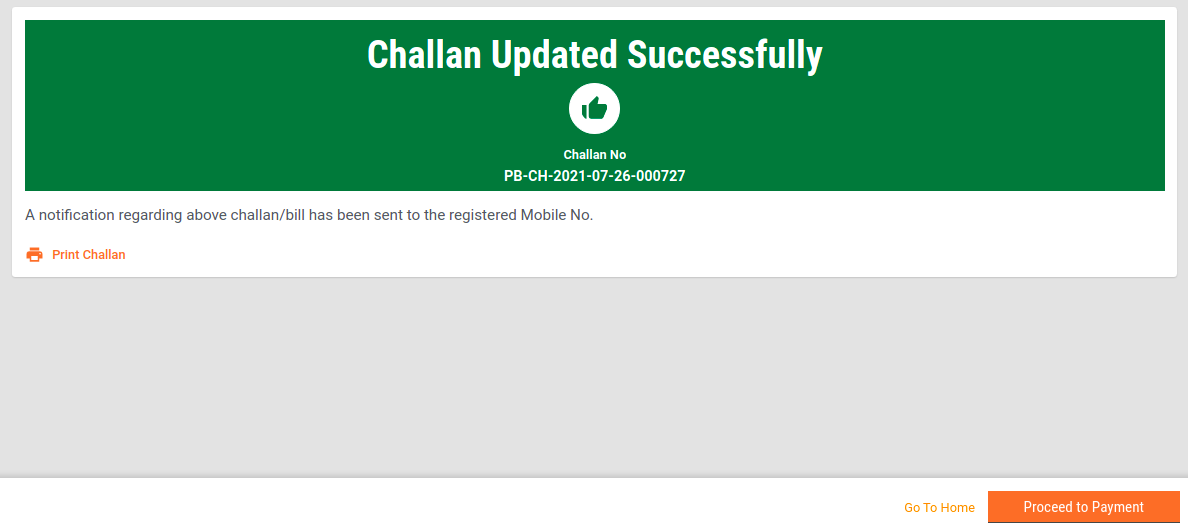 Challan Updated Successfully
Challan No
PB-CH-2021-07-26-000727
A notification regarding above challan/bill has been sent to the registered Mobile No.
Print Challan
Go To Home
Proceed to Payment